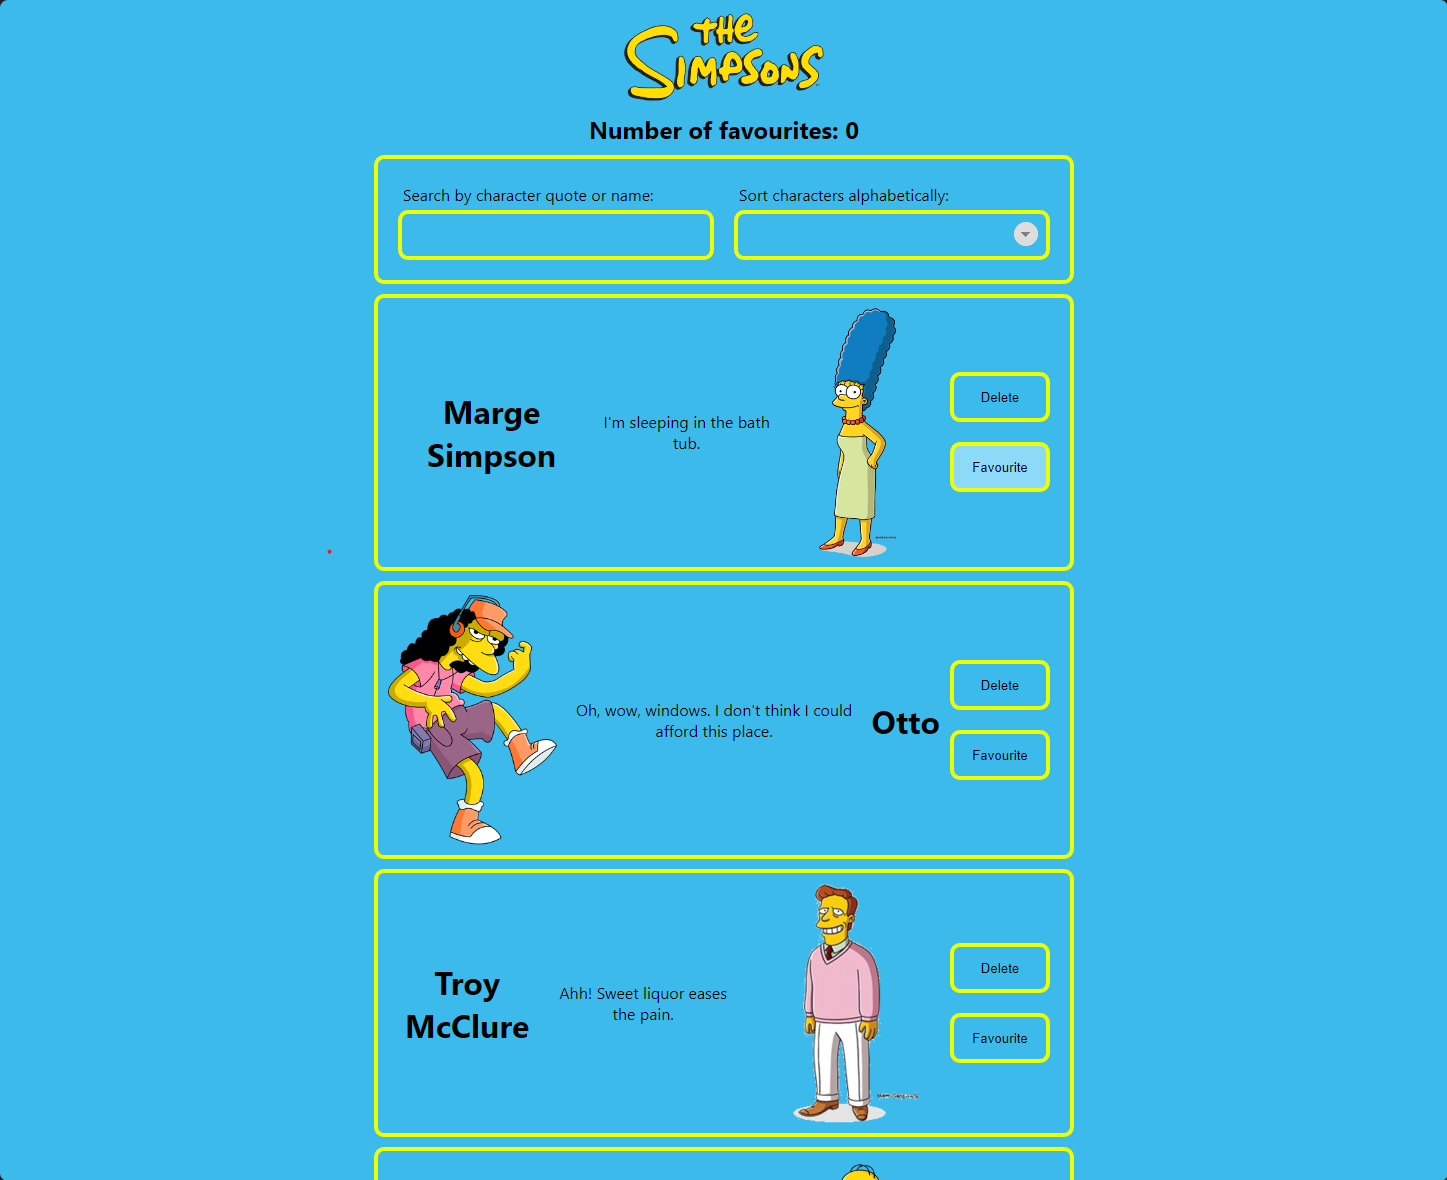 THE
SIMPSONS
Number of favourites: 0
Search by character quote or name:
Sort characters alphabetically:
Marge
Simpson
I'm sleeping in the bath
tub.
Delete
Favourite
Oh, wow, windows. I don't think I could
afford this place.
Otto
Delete
Favourite
Troy
McClure
Ahh! Sweet liquor eases
the pain.
Delete
Favourite